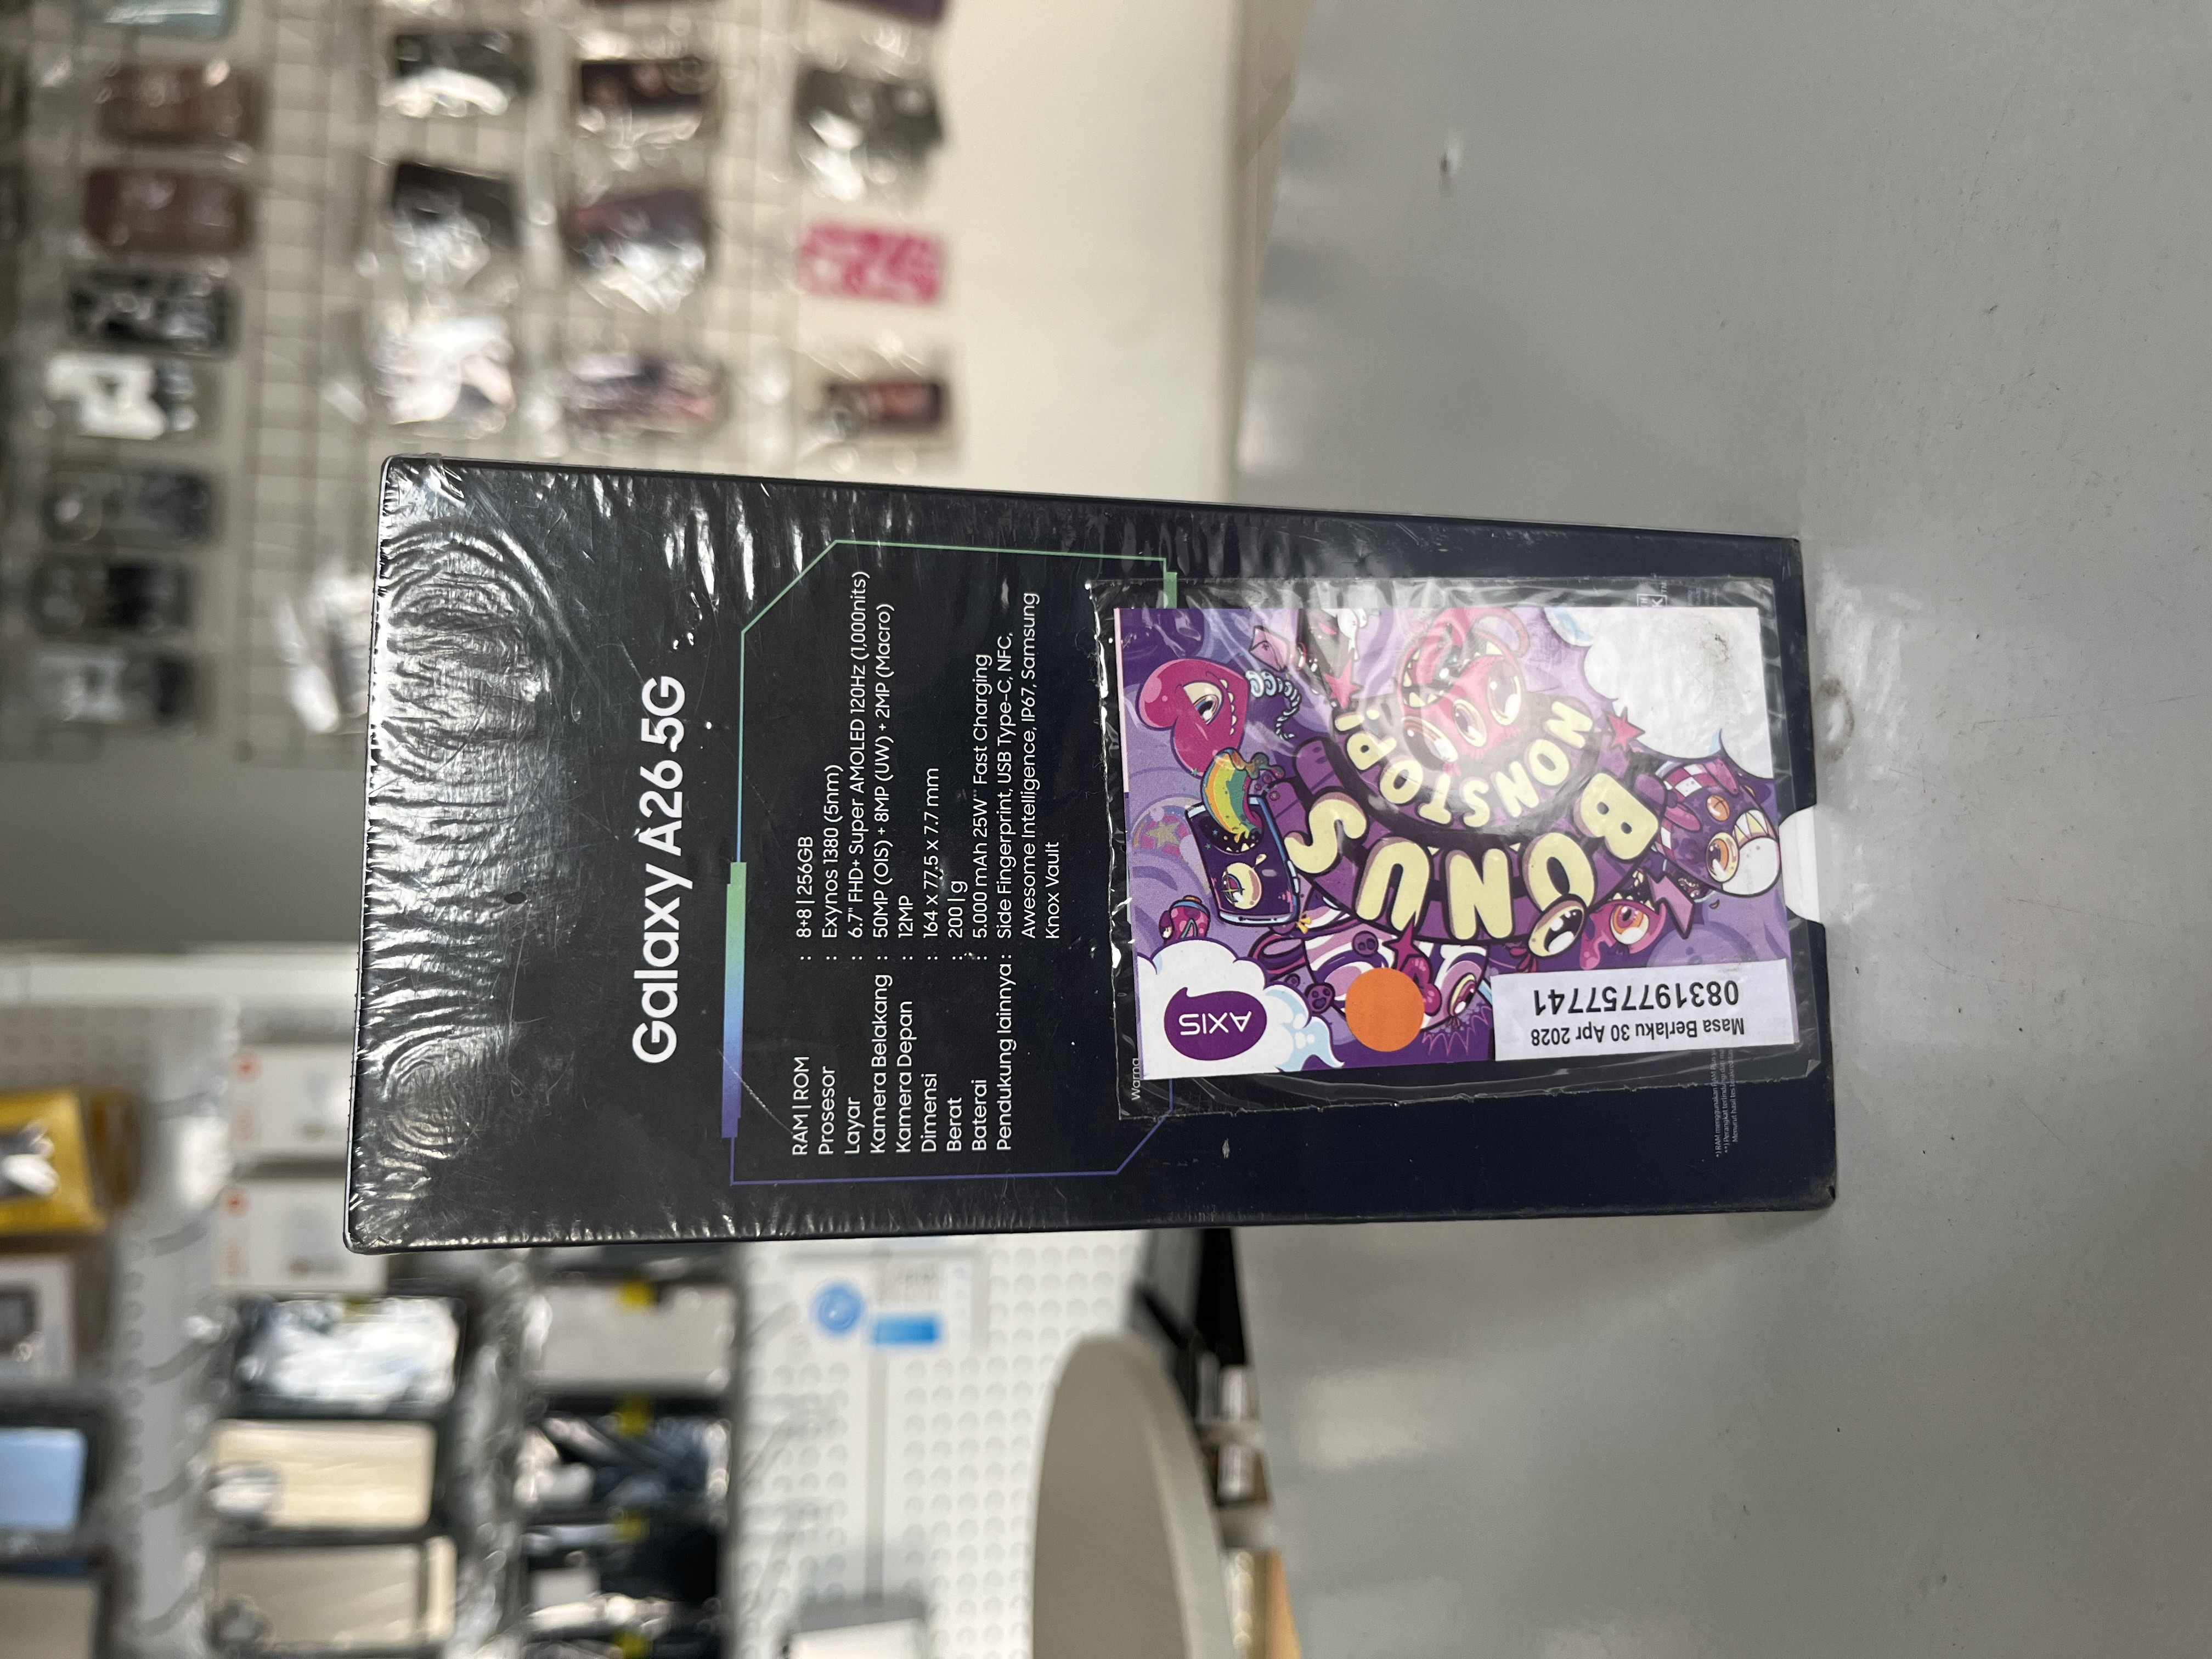 Galaxy A26 5G
RAM | ROM : 8+8 | 256GB
Prosesor : Exynos 1380 (5nm)
Layar : 6.7" FHD+ Super AMOLED 120Hz (1.000nits)
Kamera Belakang : 50MP (OIS) + 8MP (UW) + 2MP (Macro)
Kamera Depan : 12MP
Dimensi : 164 x 77.5 x 7.7 mm
Berat : 200 | g
Baterai : 5.000 mAh 25W** Fast Charging
Pendukung lainnya : Side Fingerprint, USB Type-C, NFC,
Awesome Intelligence, IP67, Samsung
Knox Vault
Warna
AXIS
BONUS
NONSTOP!
083197757741
Masa Berlaku 30 Apr 2028